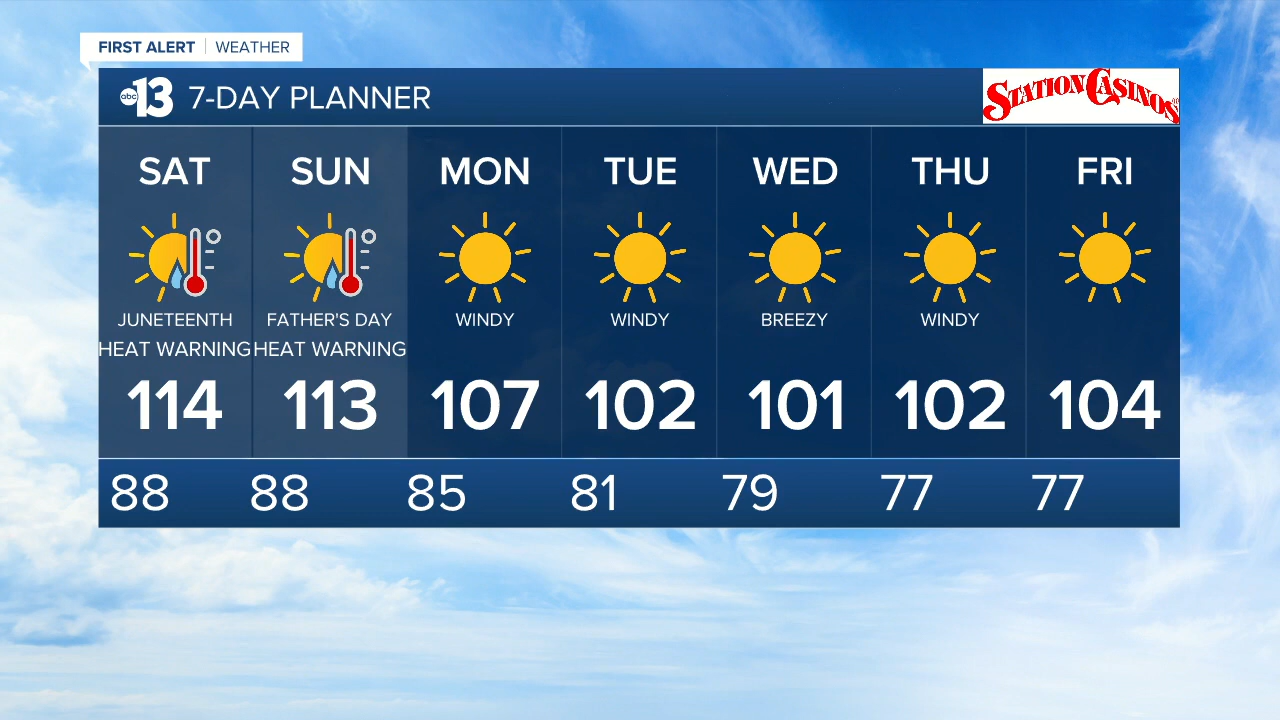 FIRST ALERT | WEATHER
abc 13 7-DAY PLANNER
STATION CASINOS
SAT SUN MON TUE WED THU FRI
JUNETEENTH FATHER'S DAY WINDY WINDY BREEZY WINDY
HEAT WARNING HEAT WARNING
114 113 107 102 101 102 104
88 88 85 81 79 77 77